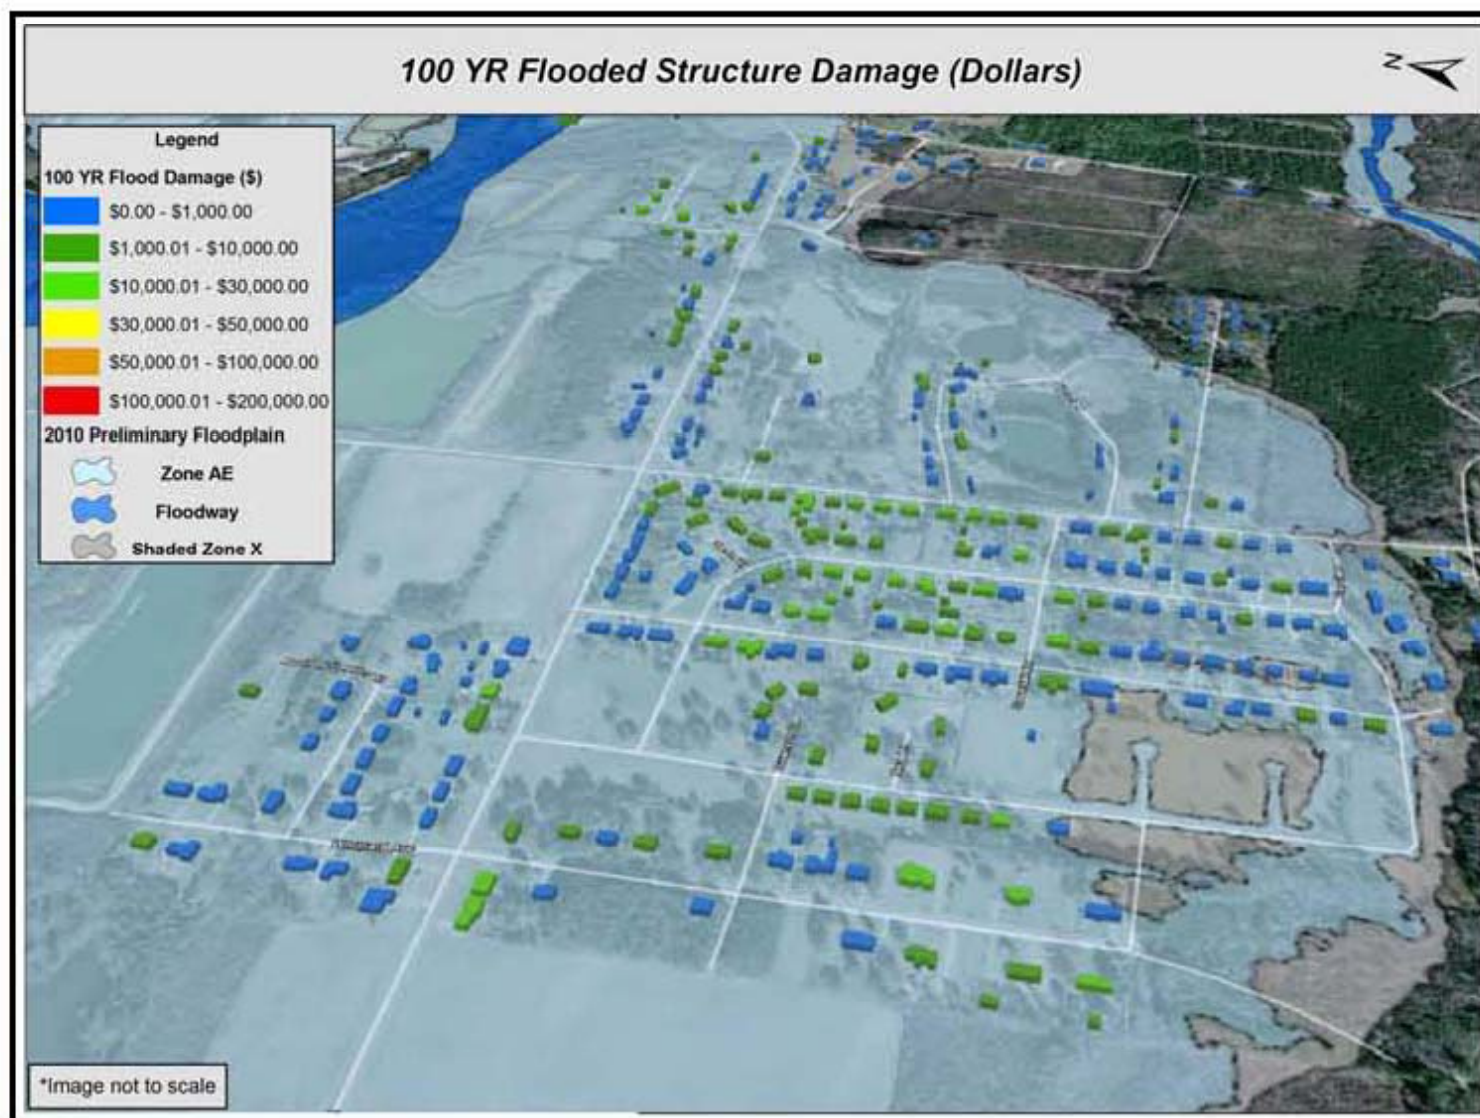 100 YR Flooded Structure Damage (Dollars)
N
Legend
100 YR Flood Damage ($)
$0.00 - $1,000.00
$1,000.01 - $10,000.00
$10,000.01 - $30,000.00
$30,000.01 - $50,000.00
$50,000.01 - $100,000.00
$100,000.01 - $200,000.00
2010 Preliminary Floodplain
Zone AE
Floodway
Shaded Zone X
*Image not to scale